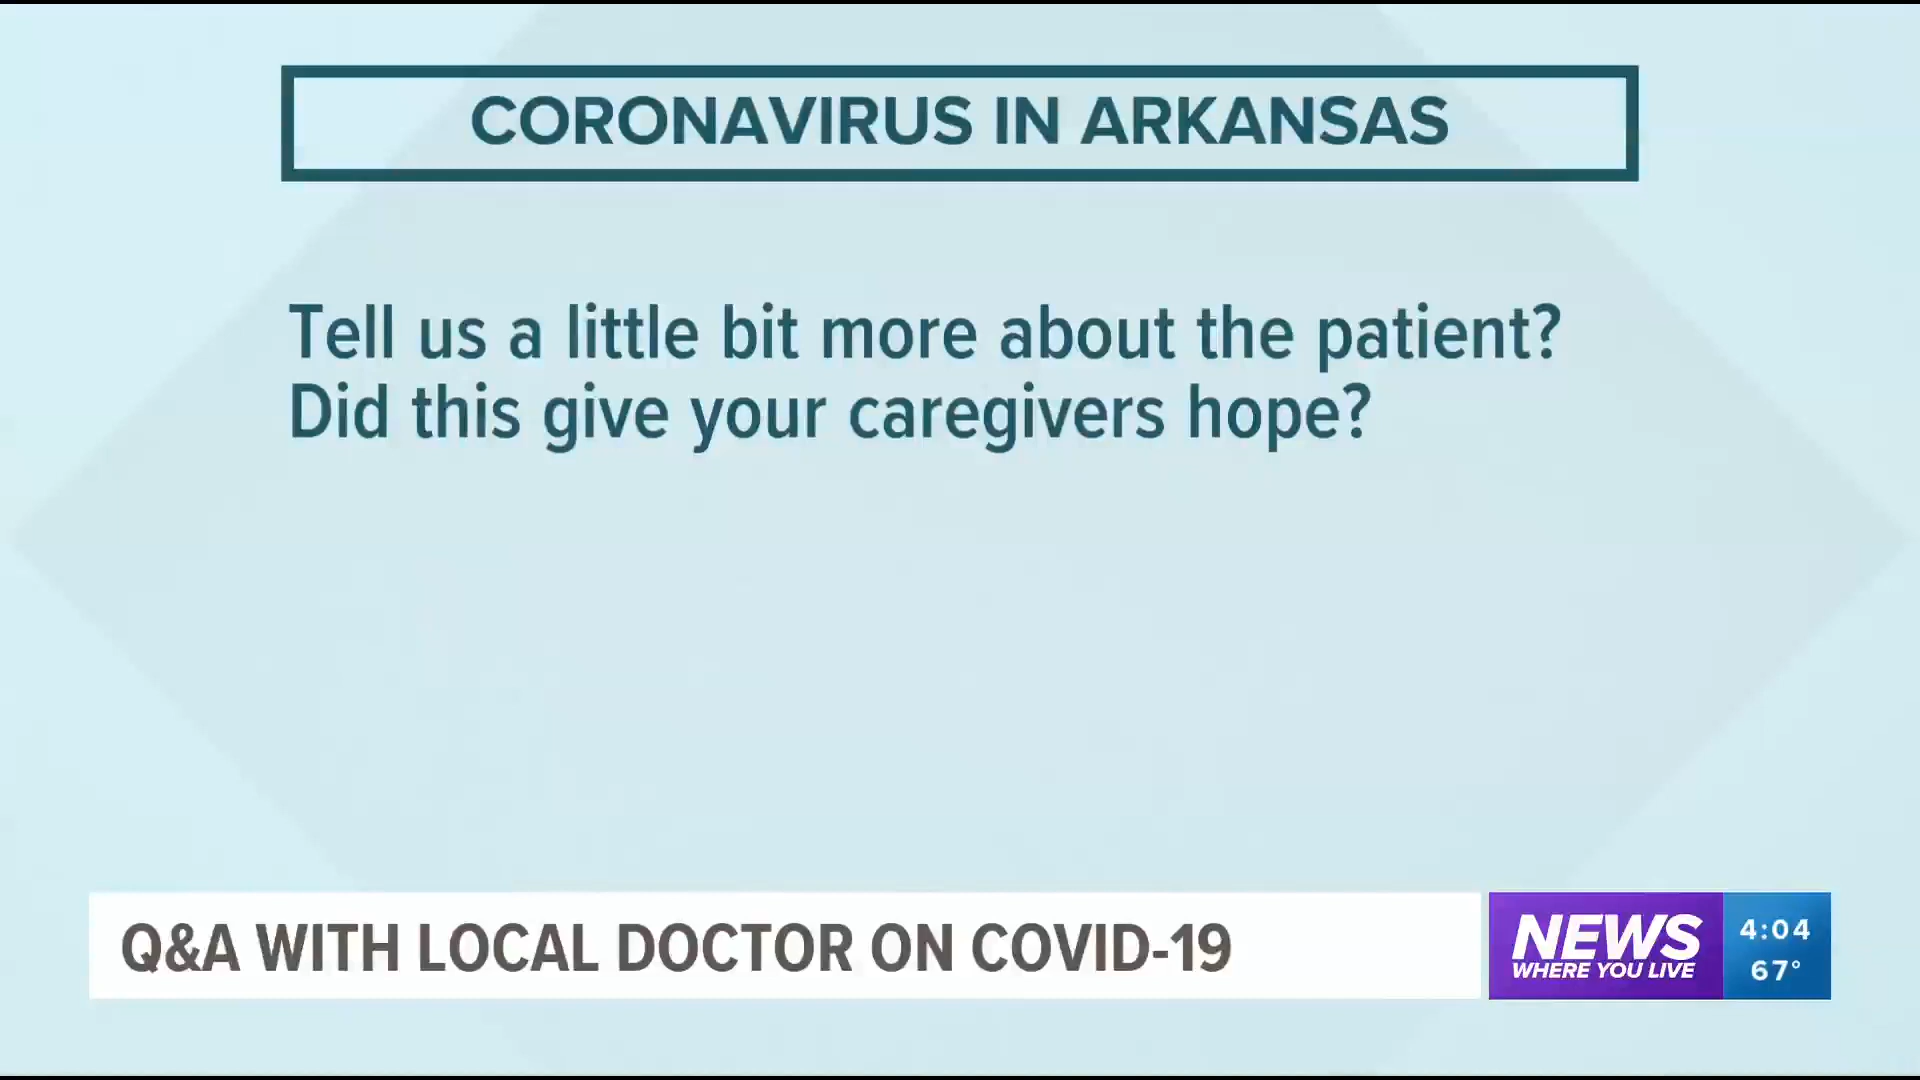 CORONAVIRUS IN ARKANSAS
Tell us a little bit more about the patient?
Did this give your caregivers hope?
Q&A WITH LOCAL DOCTOR ON COVID-19
NEWS
WHERE YOU LIVE
4:04
67°